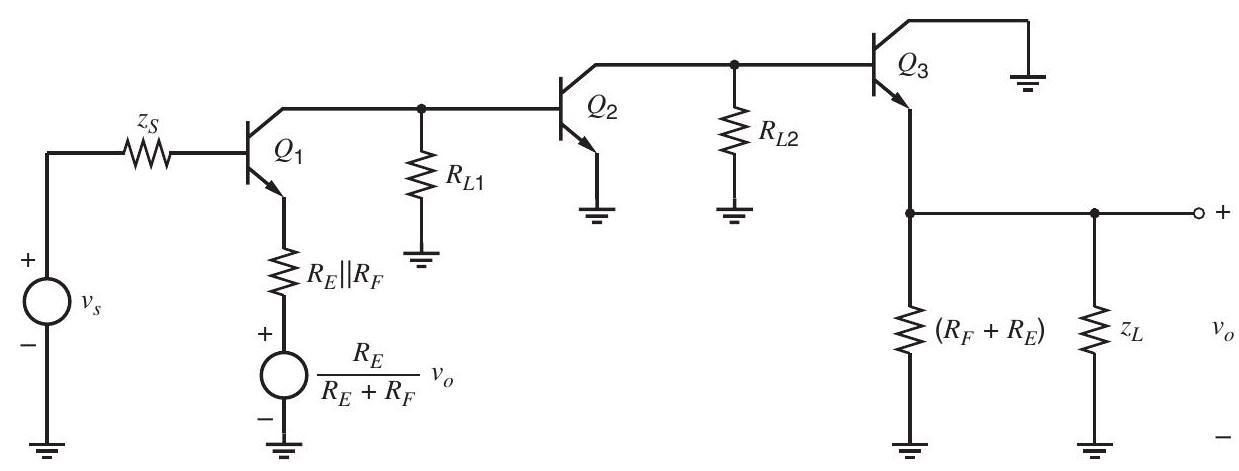 z_S
Q_1
R_{L1}
Q_2
R_{L2}
Q_3
+
v_s
−
R_E||R_F
+
R_E
R_E + R_F
v_o
−
(R_F + R_E)
z_L
+
v_o
−